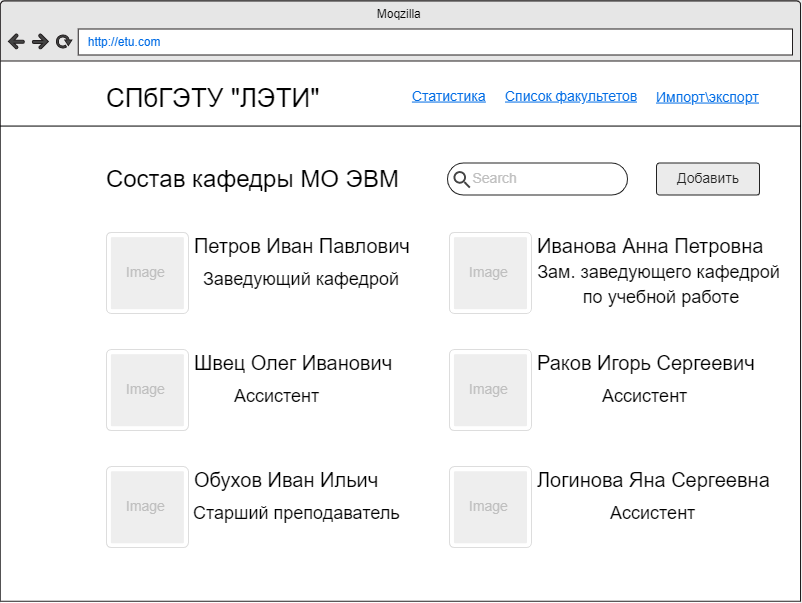 Moqzilla
http://etu.com
СПбГЭТУ "ЛЭТИ"
Статистика
Список факультетов
Импорт\экспорт
Состав кафедры МО ЭВМ
Search
Добавить
Image
Петров Иван Павлович
Заведующий кафедрой
Image
Иванова Анна Петровна
Зам. заведующего кафедрой
по учебной работе
Image
Швец Олег Иванович
Ассистент
Image
Раков Игорь Сергеевич
Ассистент
Image
Обухов Иван Ильич
Старший преподаватель
Image
Логинова Яна Сергеевна
Ассистент